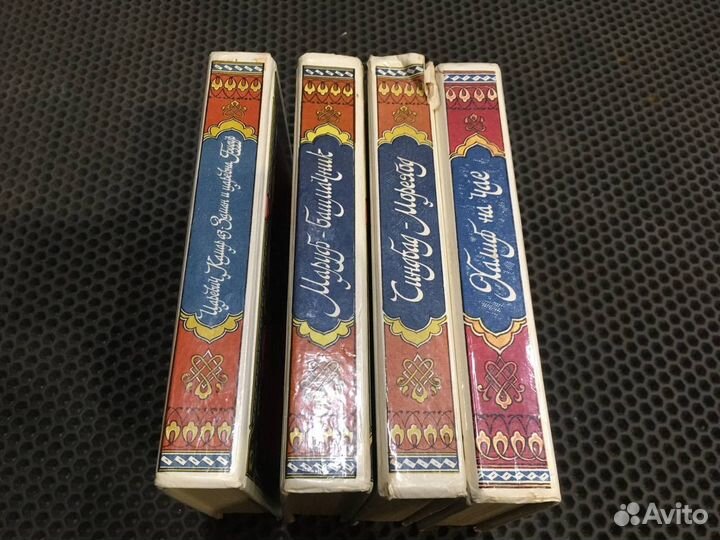 Царевич Камар аз-Заман и царевна Будур
Маруф-башмачник
Синдбад-Мореход
Халиф на час
Avito